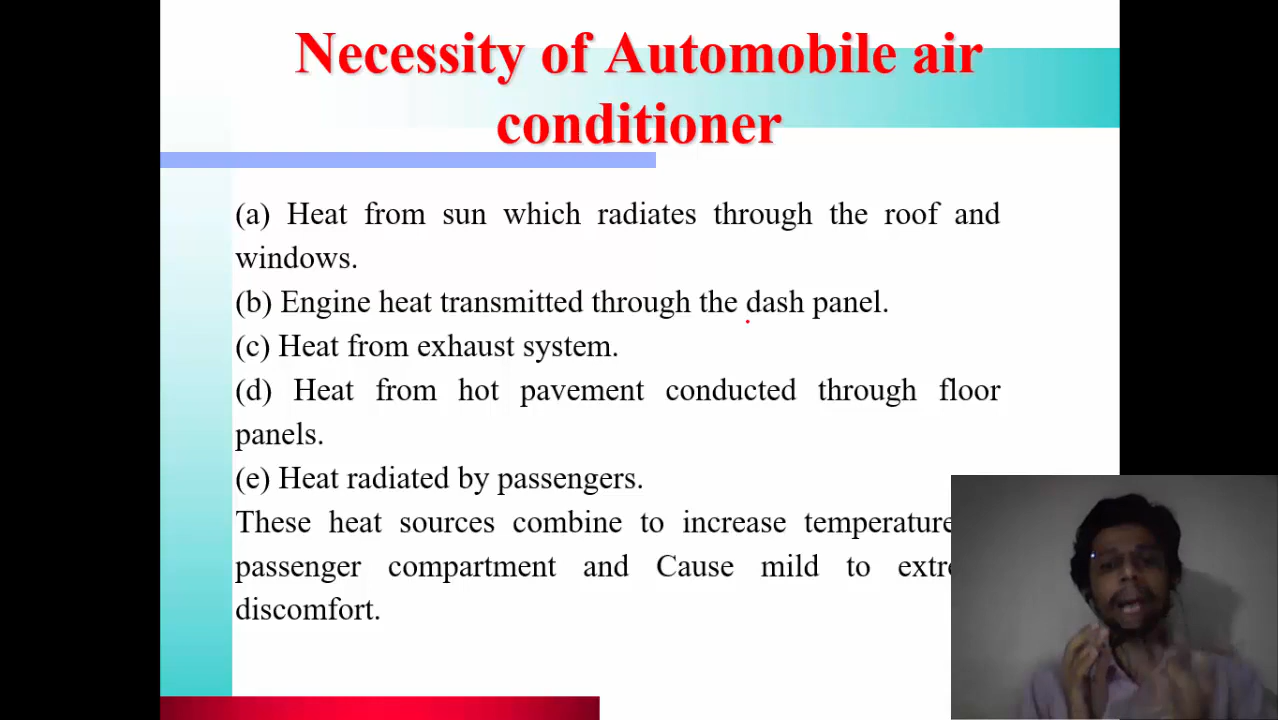 Necessity of Automobile air
conditioner
(a) Heat from sun which radiates through the roof and
windows.
(b) Engine heat transmitted through the dash panel.
(c) Heat from exhaust system.
(d) Heat from hot pavement conducted through floor
panels.
(e) Heat radiated by passengers.
These heat sources combine to increase temperature
passenger compartment and Cause mild to
discomfort.